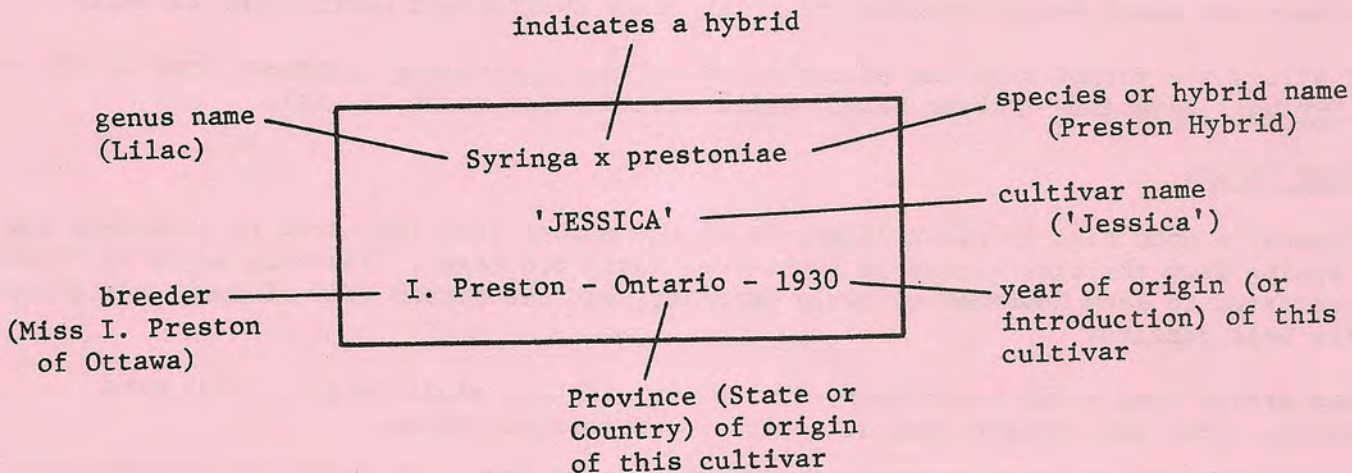 indicates a hybrid
genus name
(Lilac)
species or hybrid name
(Preston Hybrid)
Syringa x prestoniae
'JESSICA'
cultivar name
('Jessica')
breeder
(Miss I. Preston
of Ottawa)
I. Preston - Ontario - 1930
year of origin (or
introduction) of this
cultivar
Province (State or
Country) of origin
of this cultivar